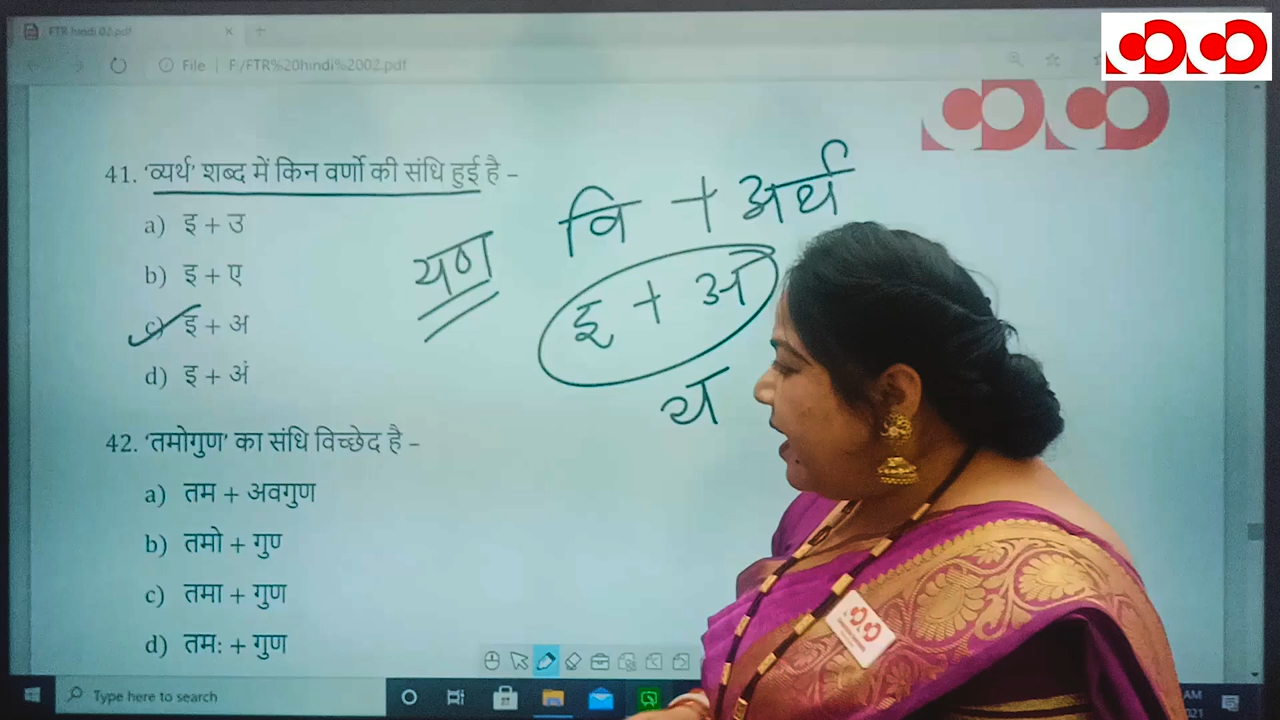 FTR hindi 02.pdf
File F:/FTR%20hindi%2002.pdf
41. 'व्यर्थ' शब्द में किन वर्णो की संधि हुई है –
a) इ + उ
b) इ + ए
c) इ + अ
d) इ + अं
वि + अर्थ
यण
इ + अ
य
42. 'तमोगुण' का संधि विच्छेद है –
a) तम + अवगुण
b) तमो + गुण
c) तमा + गुण
d) तमः + गुण
Type here to search
AM